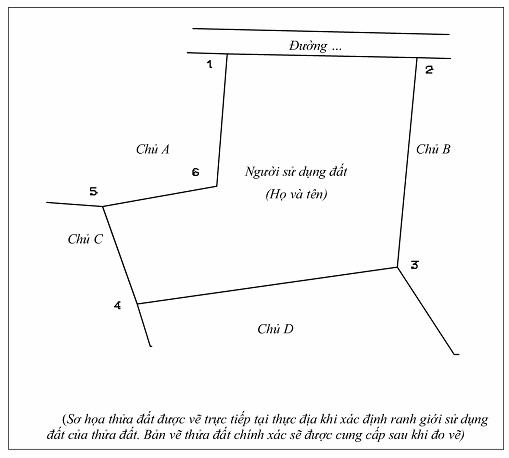 Đường ...
1
2
Chủ A
Chủ B
6
Người sử dụng đất
(Họ và tên)
5
Chủ C
3
4
Chủ D
(Sơ họa thửa đất được vẽ trực tiếp tại thực địa khi xác định ranh giới sử dụng
đất của thửa đất. Bản vẽ thửa đất chính xác sẽ được cung cấp sau khi đo vẽ)